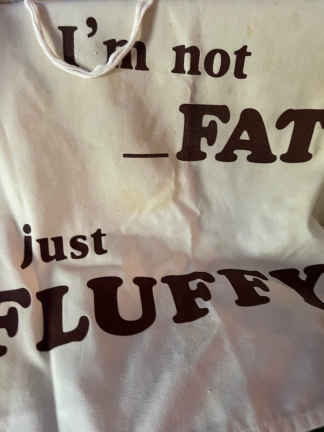 I'm not
_FAT
just
FLUFFY